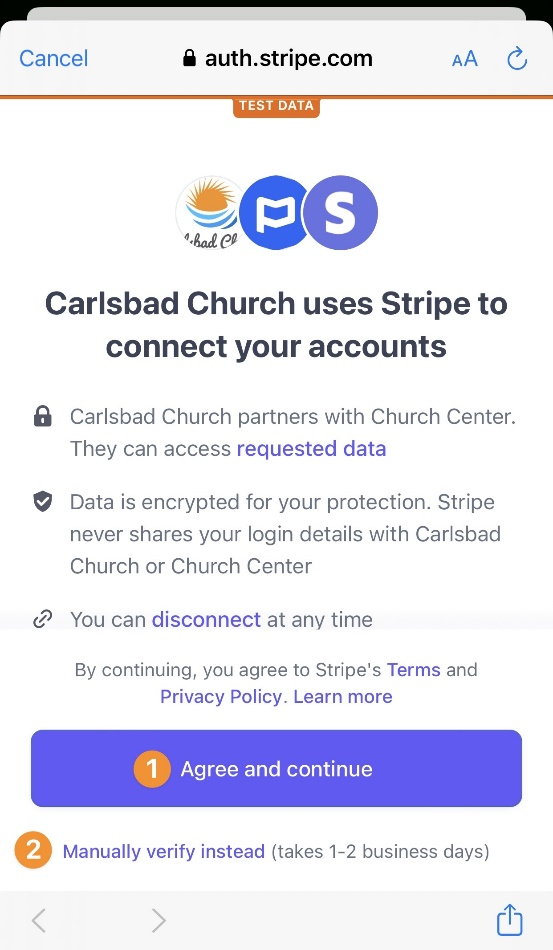 Cancel
auth.stripe.com
AA
TEST DATA
S
Carlsbad Church uses Stripe to
connect your accounts
Carlsbad Church partners with Church Center.
They can access requested data
Data is encrypted for your protection. Stripe
never shares your login details with Carlsbad
Church or Church Center
You can disconnect at any time
By continuing, you agree to Stripe's Terms and
Privacy Policy. Learn more
1 Agree and continue
2 Manually verify instead (takes 1-2 business days)